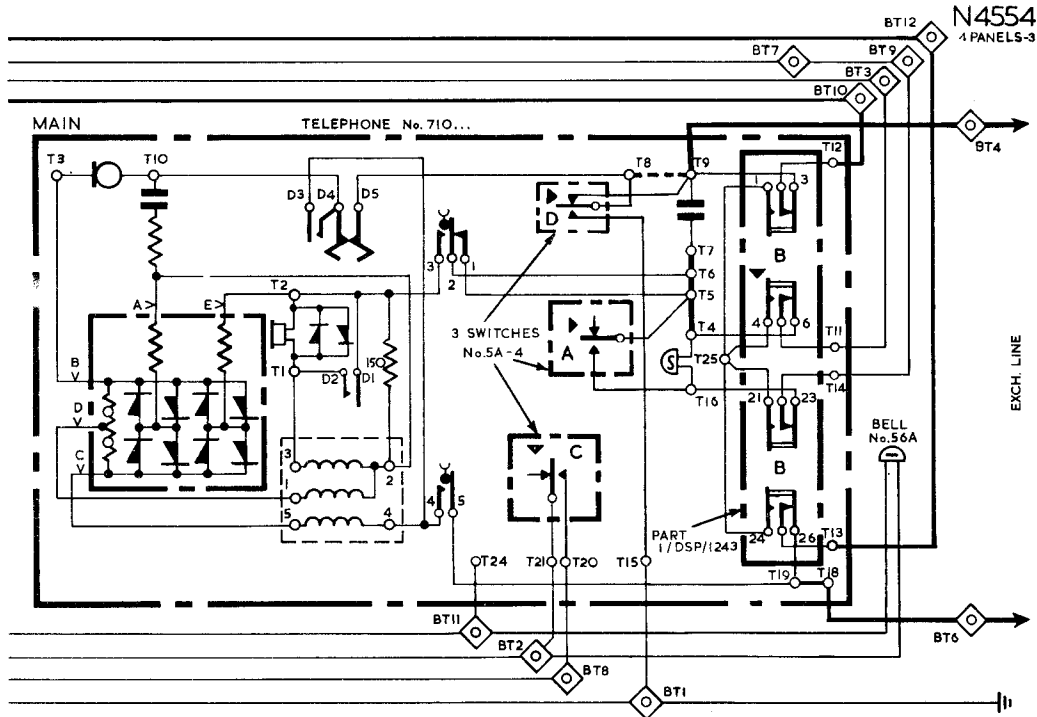 N4554
4 PANELS-3
BT12
BT7
BT9
BT3
BT10
MAIN
TELEPHONE No. 710...
BT4
T3
T10
T8
T9
T12
D3
D4
D5
1
3
D
B
3
2
1
T7
T6
T5
A
E
T2
3 SWITCHES
No. 5A-4
A
T4
4
6
T11
B
T1
D2
D1
150
S
T25
T14
T16
21
23
D
C
BELL
No. 56A
EXCH. LINE
3
2
1
5
4
4
5
C
B
PART
1/DSP/1243
24
26
T13
T24
T21
T20
T15
T19
T18
BT11
BT2
BT8
BT1
BT6